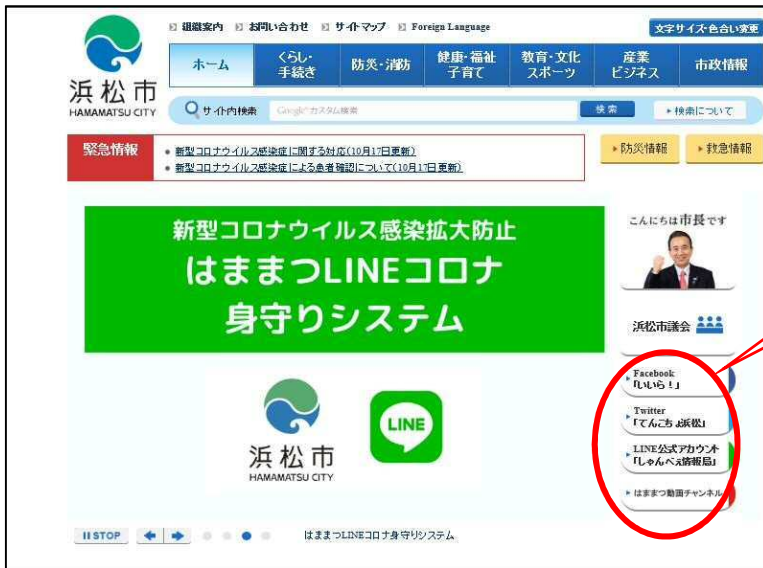 組織案内 お問い合わせ サイトマップ Foreign Language
文字サイズ・色合い変更
浜松市
HAMAMATSU CITY
ホーム
くらし・
手続き
防災・消防
健康・福祉
子育て
教育・文化
スポーツ
産業
ビジネス
市政情報
サイト内検索
Google カスタム検索
検索
検索について
緊急情報
新型コロナウイルス感染症に関する対応(10月17日更新)
新型コロナウイルス感染症による患者確認について(10月17日更新)
防災情報
救急情報
新型コロナウイルス感染拡大防止
はままつLINEコロナ
身守りシステム
浜松市
HAMAMATSU CITY
LINE
こんにちは市長です
浜松市議会
Facebook
「いいら！」
Twitter
「てんこちょ浜松」
LINE公式アカウント
「しゃんべぇ情報局」
はままつ動画チャンネル
STOP
はままつLINEコロナ身守りシステム